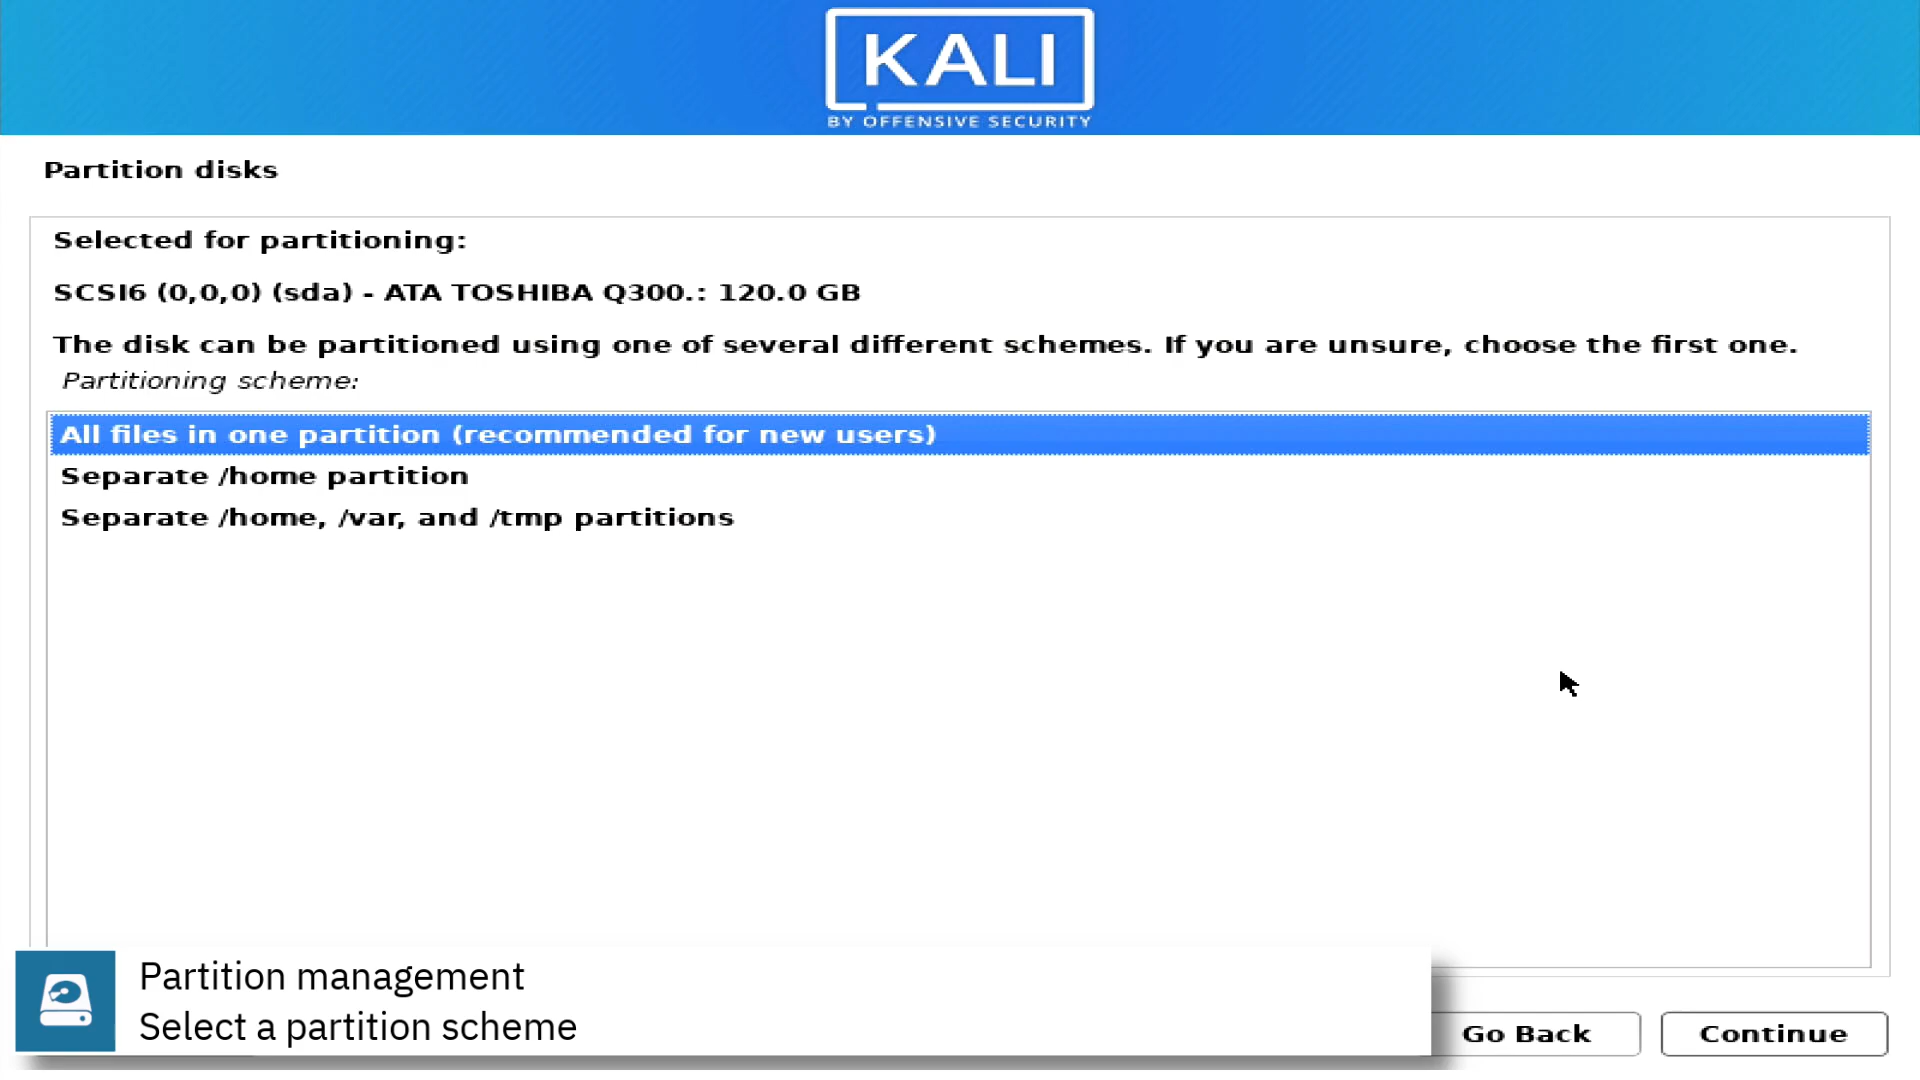 KALI
BY OFFENSIVE SECURITY
Partition disks
Selected for partitioning:
SCSI6 (0,0,0) (sda) - ATA TOSHIBA Q300.: 120.0 GB
The disk can be partitioned using one of several different schemes. If you are unsure, choose the first one.
Partitioning scheme:
All files in one partition (recommended for new users)
Separate /home partition
Separate /home, /var, and /tmp partitions
Partition management
Select a partition scheme
Go Back
Continue